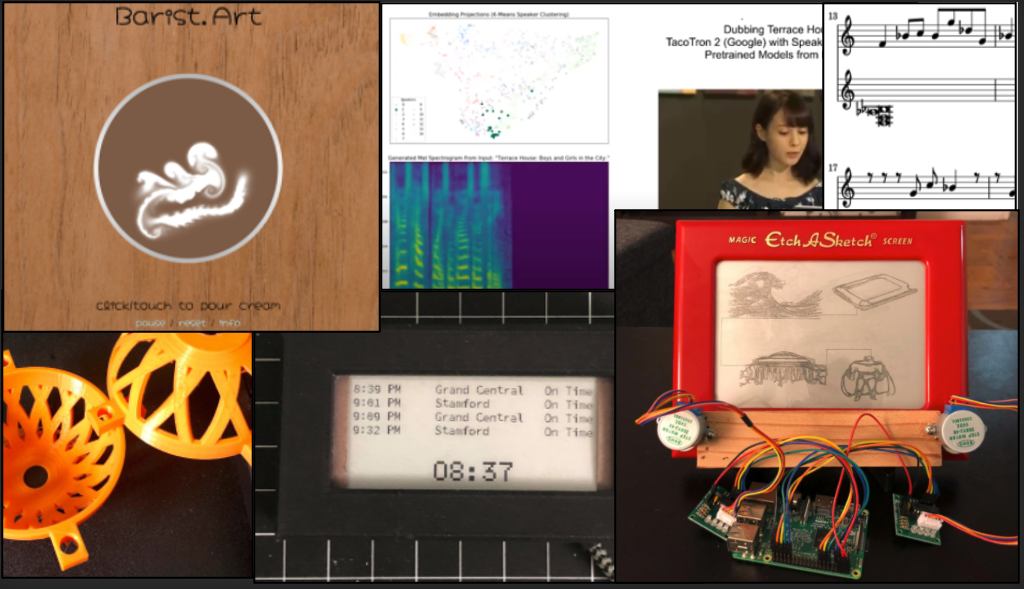 Barist.Art
click/touch to pour cream
pause / reset / info
Embedding Projections (6-Means Speaker Clustering)
Generated Mel Spectrogram from Input: "Terrace House: Boys and Girls in the City"
Dubbing Terrace Hou
TacoTron 2 (Google) with Speak
Pretrained Models from
13
17
MAGIC Etch A Sketch® SCREEN
8:39 PM Grand Central On Time
9:01 PM Stamford On Time
9:09 PM Grand Central On Time
9:32 PM Stamford On Time
08:37